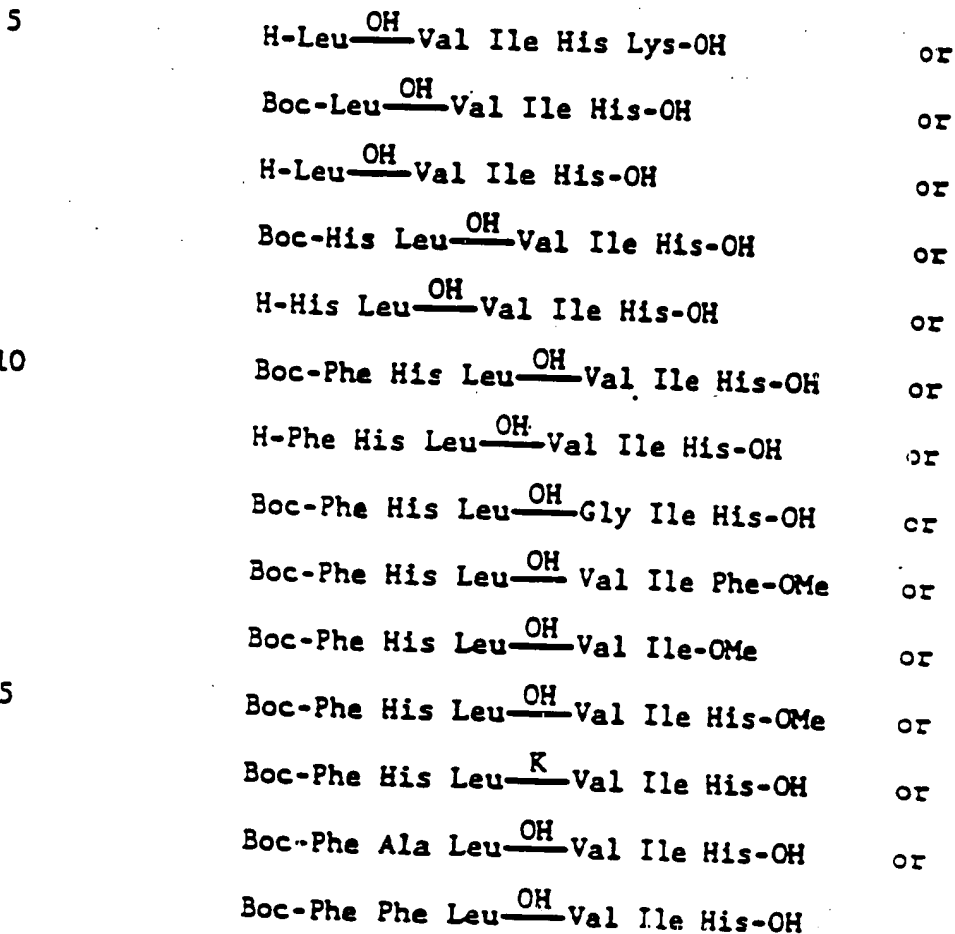 5 H-Leu—OH—Val Ile His Lys-OH or
Boc-Leu—OH—Val Ile His-OH or
H-Leu—OH—Val Ile His-OH or
Boc-His Leu—OH—Val Ile His-OH or
H-His Leu—OH—Val Ile His-OH or
10 Boc-Phe His Leu—OH—Val Ile His-OH or
H-Phe His Leu—OH—Val Ile His-OH or
Boc-Phe His Leu—OH—Gly Ile His-OH or
Boc-Phe His Leu—OH—Val Ile Phe-OMe or
Boc-Phe His Leu—OH—Val Ile-OMe or
5 Boc-Phe His Leu—OH—Val Ile His-OMe or
Boc-Phe His Leu—K—Val Ile His-OH or
Boc-Phe Ala Leu—OH—Val Ile His-OH or
Boc-Phe Phe Leu—OH—Val Ile His-OH